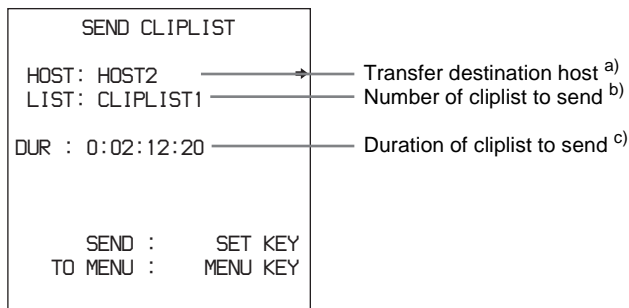 SEND CLIPLIST
HOST: HOST2 Transfer destination host a)
LIST: CLIPLIST1 Number of cliplist to send b)
DUR : 0:02:12:20 Duration of cliplist to send c)
SEND : SET KEY
TO MENU : MENU KEY